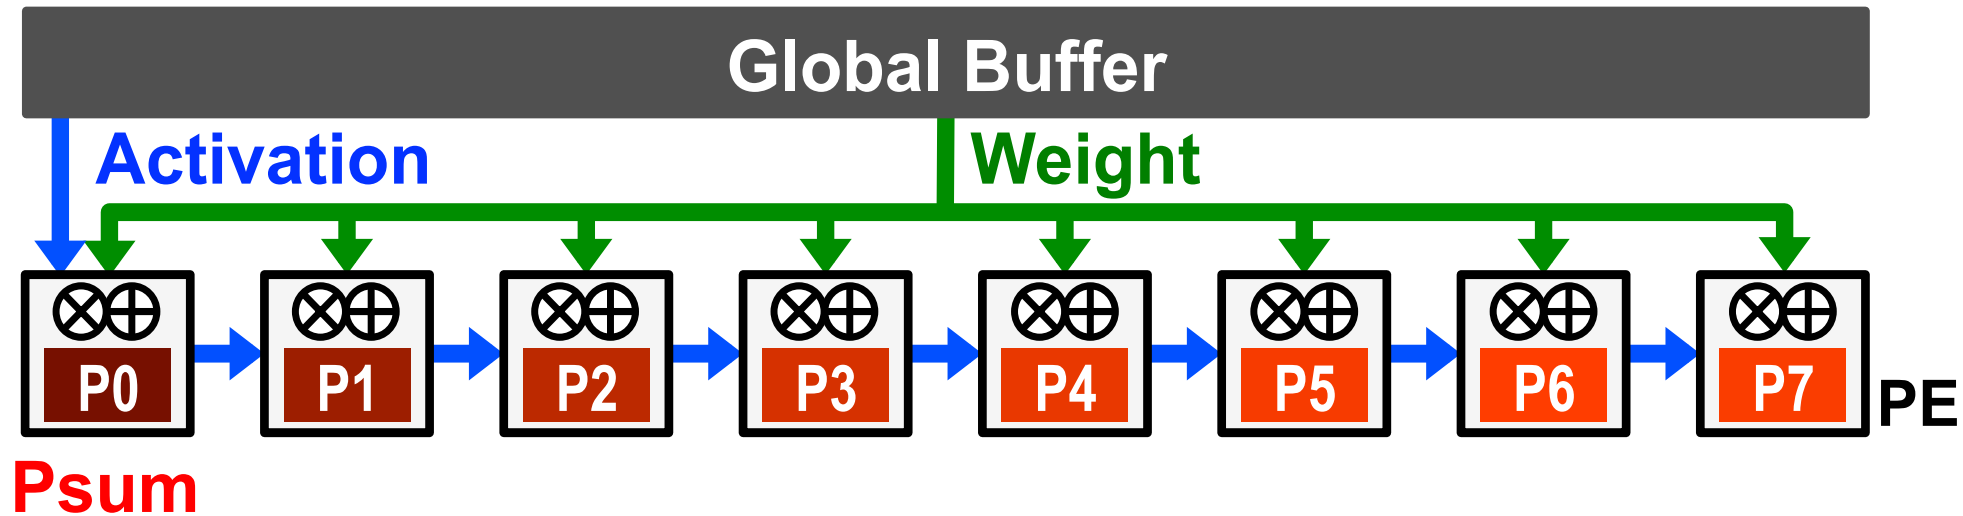 Global Buffer
Activation
Weight
P0 P1 P2 P3 P4 P5 P6 P7
PE
Psum